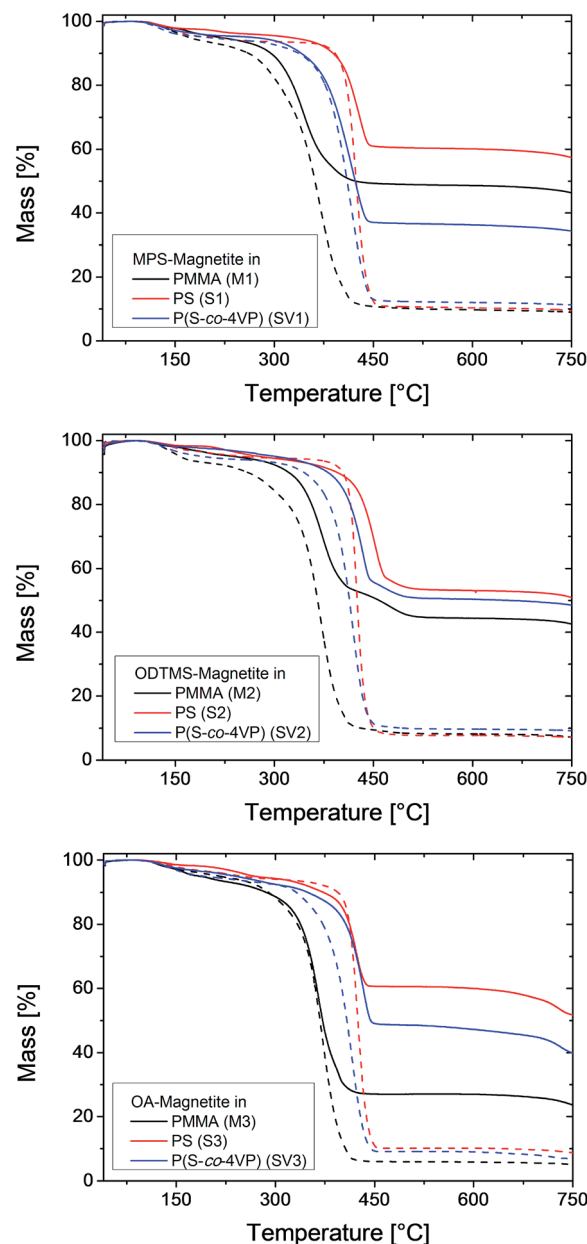 100
80
60
40
20
0
Mass [%]
MPS-Magnetite in
PMMA (M1)
PS (S1)
P(S-co-4VP) (SV1)
150 300 450 600 750
Temperature [°C]
100
80
60
40
20
0
Mass [%]
ODTMS-Magnetite in
PMMA (M2)
PS (S2)
P(S-co-4VP) (SV2)
150 300 450 600 750
Temperature [°C]
100
80
60
40
20
0
Mass [%]
OA-Magnetite in
PMMA (M3)
PS (S3)
P(S-co-4VP) (SV3)
150 300 450 600 750
Temperature [°C]